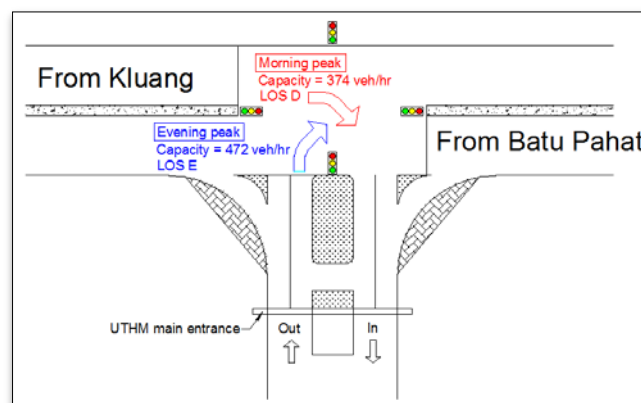 From Kluang
Morning peak
Capacity = 374 veh/hr
LOS D
Evening peak
Capacity = 472 veh/hr
LOS E
From Batu Pahat
UTHM main entrance
Out
In